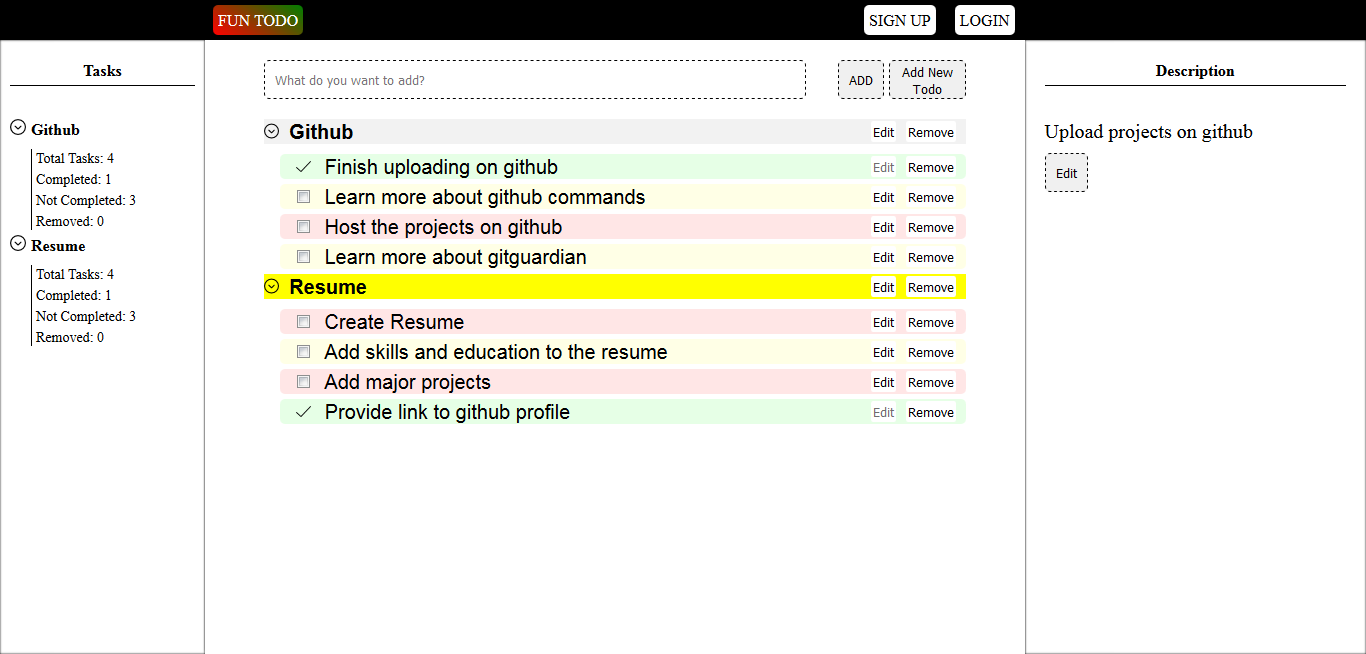 FUN TODO
SIGN UP
LOGIN
Tasks
Github
Total Tasks: 4
Completed: 1
Not Completed: 3
Removed: 0
Resume
Total Tasks: 4
Completed: 1
Not Completed: 3
Removed: 0
What do you want to add?
ADD
Add New
Todo
Github Edit Remove
Finish uploading on github Edit Remove
Learn more about github commands Edit Remove
Host the projects on github Edit Remove
Learn more about gitguardian Edit Remove
Resume Edit Remove
Create Resume Edit Remove
Add skills and education to the resume Edit Remove
Add major projects Edit Remove
Provide link to github profile Edit Remove
Description
Upload projects on github
Edit